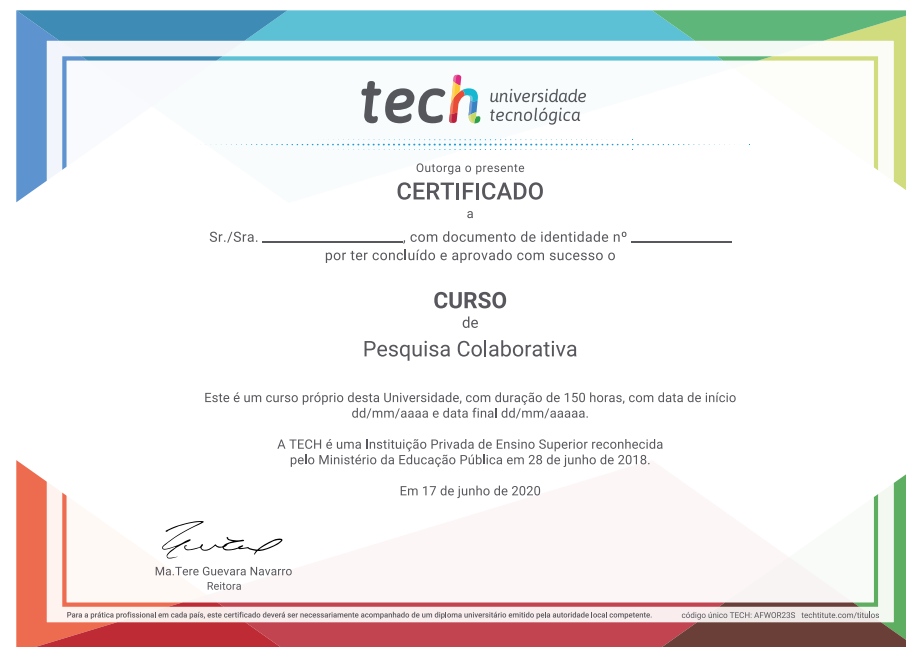 tech universidade
tecnológica
Outorga o presente
CERTIFICADO
a
Sr./Sra. ____________, com documento de identidade nº ____________
por ter concluído e aprovado com sucesso o
CURSO
de
Pesquisa Colaborativa
Este é um curso próprio desta Universidade, com duração de 150 horas, com data de início
dd/mm/aaaa e data final dd/mm/aaaaa.
A TECH é uma Instituição Privada de Ensino Superior reconhecida
pelo Ministério da Educação Pública em 28 de junho de 2018.
Em 17 de junho de 2020
Ma.Tere Guevara Navarro
Reitora
Para a prática profissional em cada país, este certificado deverá ser necessariamente acompanhado de um diploma universitário emitido pela autoridade local competente. código único TECH: AFWOR23S techtitute.com/titulos